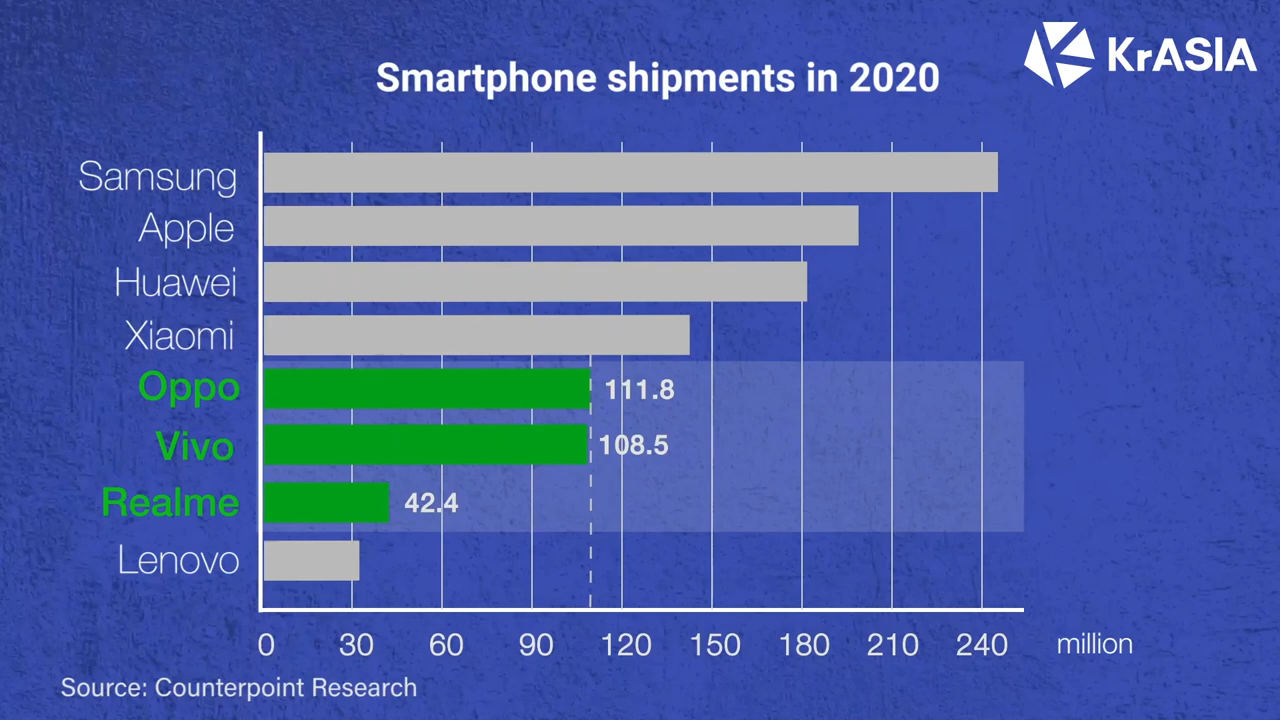 KrASIA
Smartphone shipments in 2020
Samsung
Apple
Huawei
Xiaomi
Oppo 111.8
Vivo 108.5
Realme 42.4
Lenovo
0 30 60 90 120 150 180 210 240 million
Source: Counterpoint Research